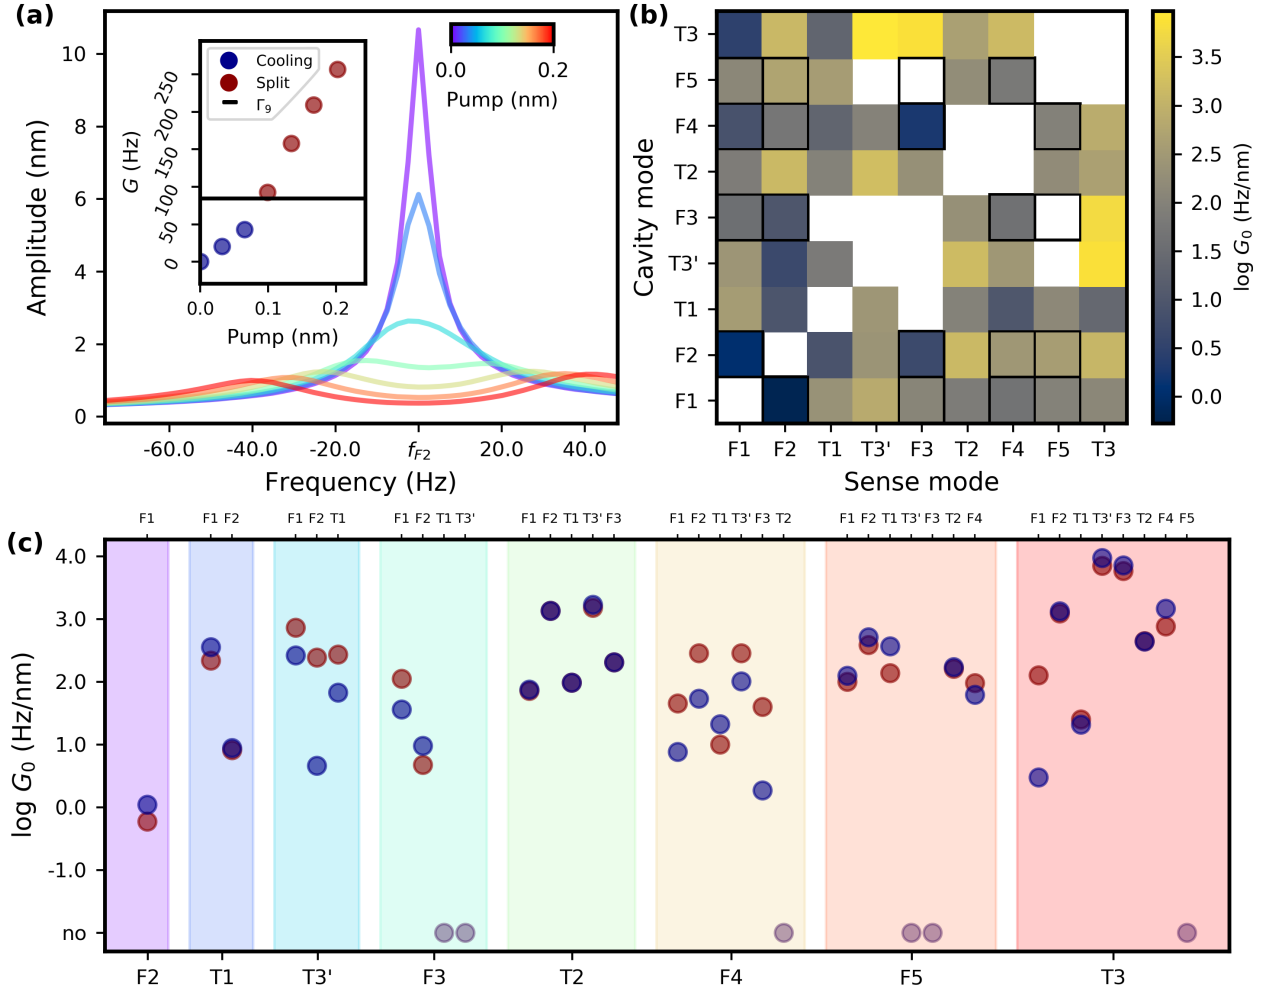 (a)
Amplitude (nm)
10
8
6
4
2
0
-60.0 -40.0 -20.0 f_F2 20.0 40.0
Frequency (Hz)
0.0 0.2
Pump (nm)
Cooling
Split
Γ₉
G (Hz)
250
200
150
100
50
0
0.0 0.1 0.2
Pump (nm)
(b)
Cavity mode
T3
F5
F4
T2
F3
T3'
T1
F2
F1
F1 F2 T1 T3' F3 T2 F4 F5 T3
Sense mode
3.5
3.0
2.5
2.0
1.5
1.0
0.5
0.0
log G₀ (Hz/nm)
F1 F1 F2 F1 F2 T1 F1 F2 T1 T3' F1 F2 T1 T3' F3 F1 F2 T1 T3' F3 T2 F1 F2 T1 T3' F3 T2 F4 F1 F2 T1 T3' F3 T2 F4 F5
(c)
log G₀ (Hz/nm)
4.0
3.0
2.0
1.0
0.0
-1.0
no
F2 T1 T3' F3 T2 F4 F5 T3